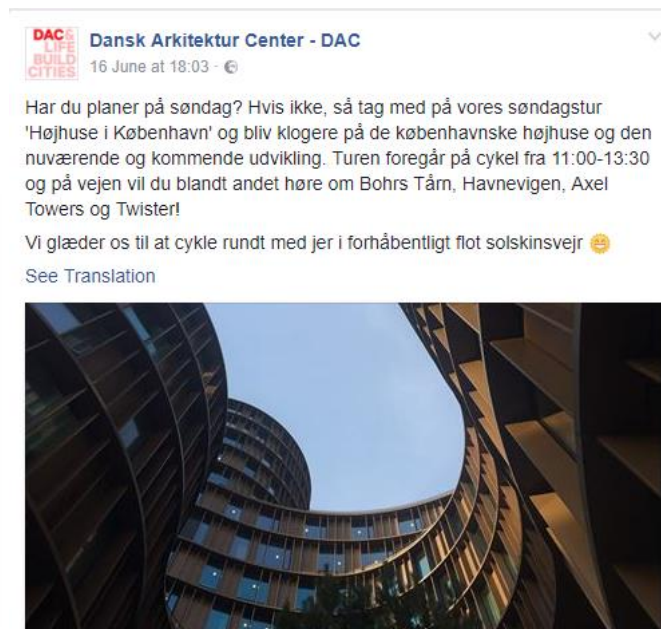 DAC&
LIFE
BUILD
CITIES
Dansk Arkitektur Center - DAC
16 June at 18:03 ·
Har du planer på søndag? Hvis ikke, så tag med på vores søndagstur
'Højhuse i København' og bliv klogere på de københavnske højhuse og den
nuværende og kommende udvikling. Turen foregår på cykel fra 11:00-13:30
og på vejen vil du blandt andet høre om Bohrs Tårn, Havnevigen, Axel
Towers og Twister!
Vi glæder os til at cykle rundt med jer i forhåbentligt flot solskinsvejr 😁
See Translation